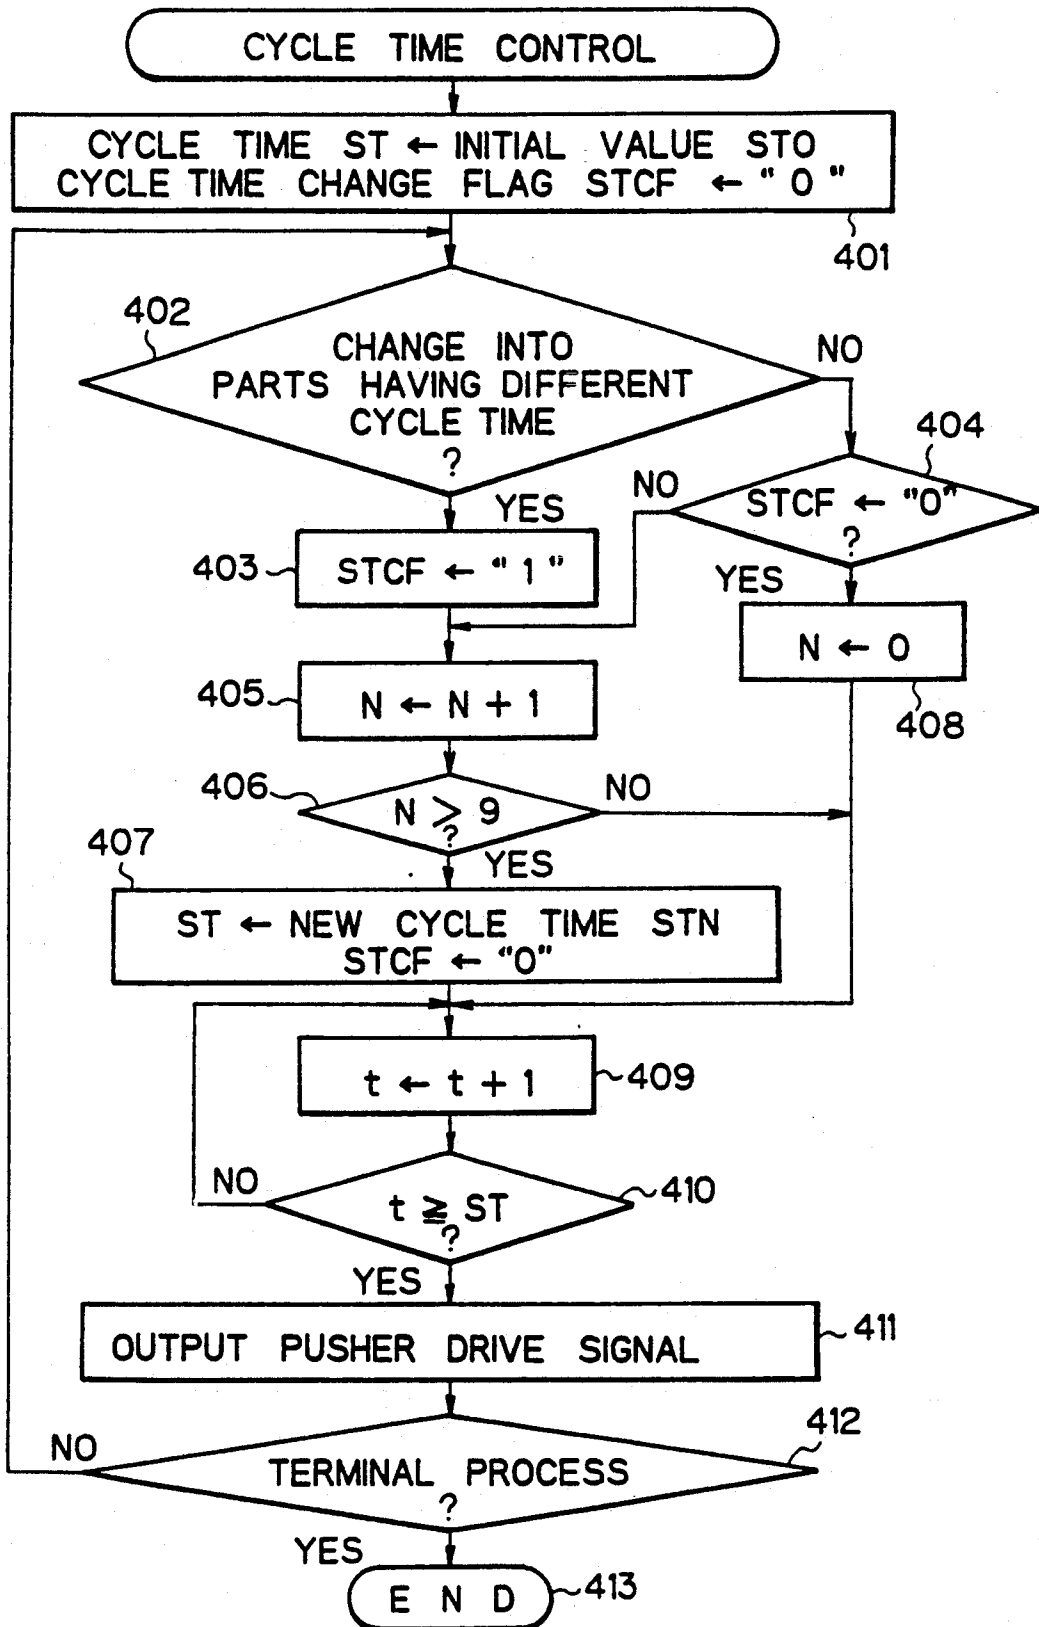 CYCLE TIME CONTROL
CYCLE TIME ST ← INITIAL VALUE STO
CYCLE TIME CHANGE FLAG STCF ← "0"
401
402
CHANGE INTO
PARTS HAVING DIFFERENT
CYCLE TIME
?
NO
YES
404
STCF ← "0"
?
NO
YES
403
STCF ← "1"
N ← 0
408
405
N ← N + 1
406
N > 9
?
NO
YES
407
ST ← NEW CYCLE TIME STN
STCF ← "0"
t ← t + 1
409
NO
t ≧ ST
?
410
YES
OUTPUT PUSHER DRIVE SIGNAL
411
412
NO
TERMINAL PROCESS
?
YES
E N D
413